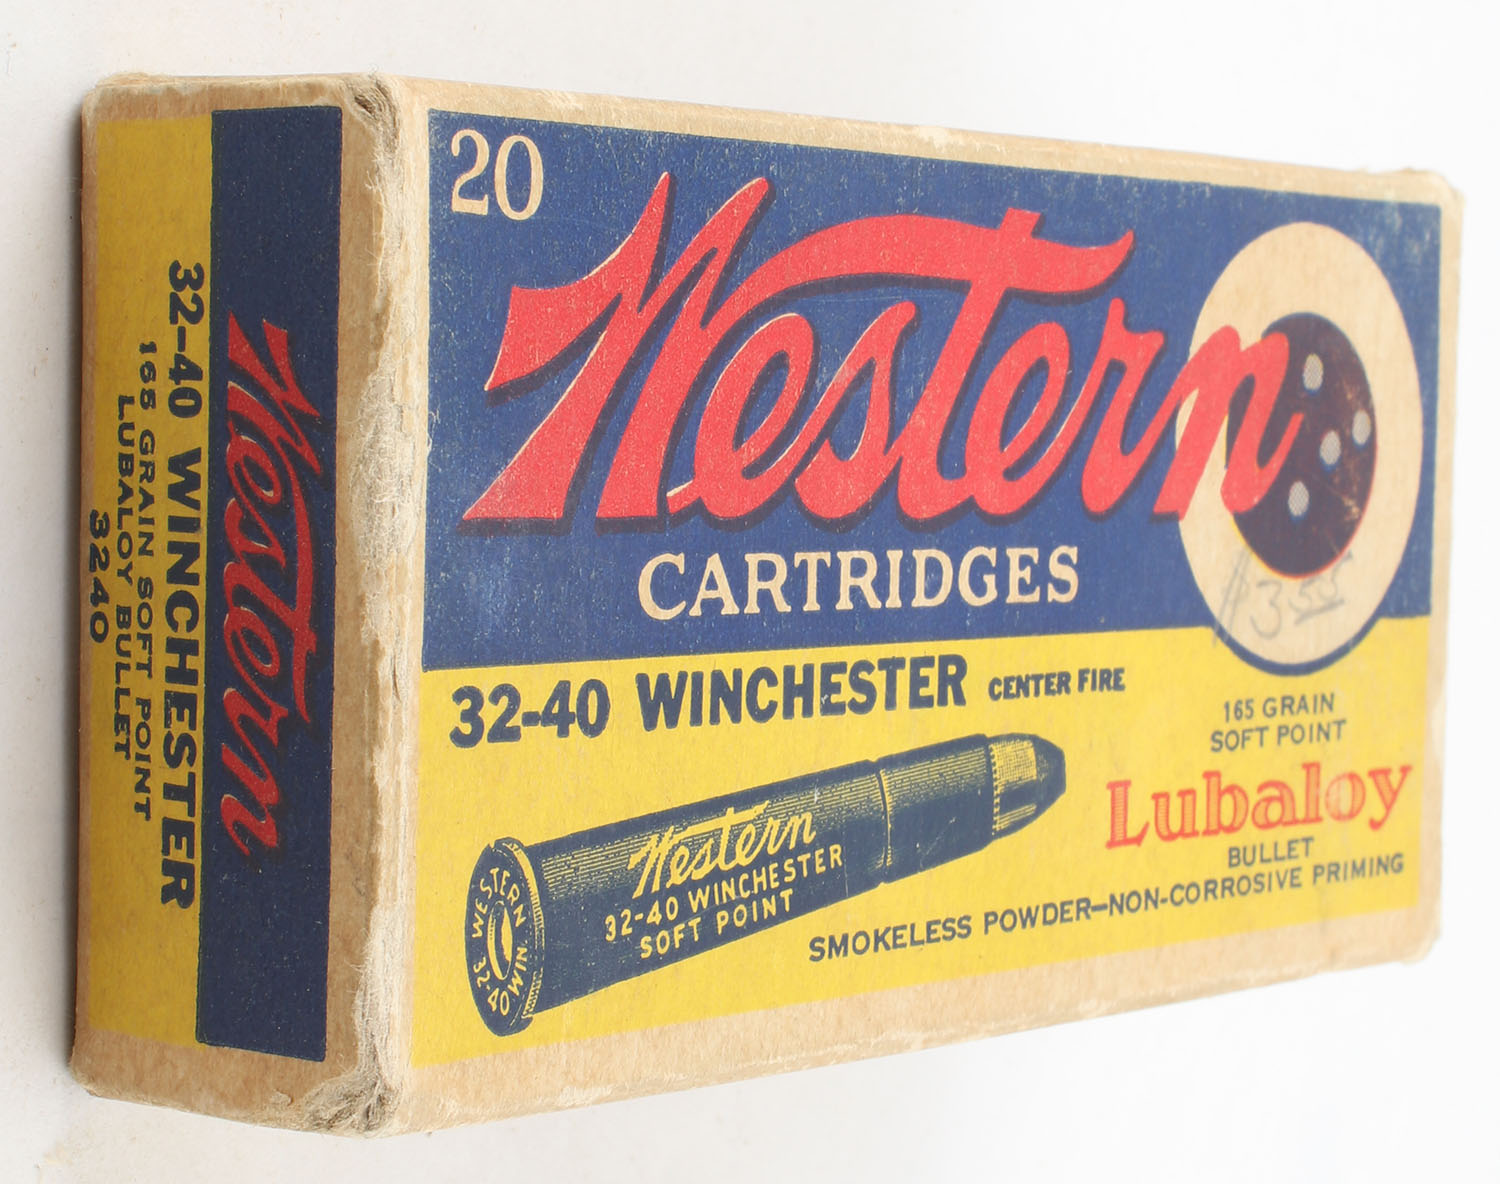 20
Western
CARTRIDGES
$3.55
32-40 WINCHESTER CENTER FIRE
165 GRAIN
SOFT POINT
Lubaloy
BULLET
SMOKELESS POWDER–NON-CORROSIVE PRIMING
Western
32-40 WINCHESTER
SOFT POINT
WESTERN
32-40 WIN.
Western
32-40 WINCHESTER
165 GRAIN SOFT POINT
LUBALOY BULLET
3240